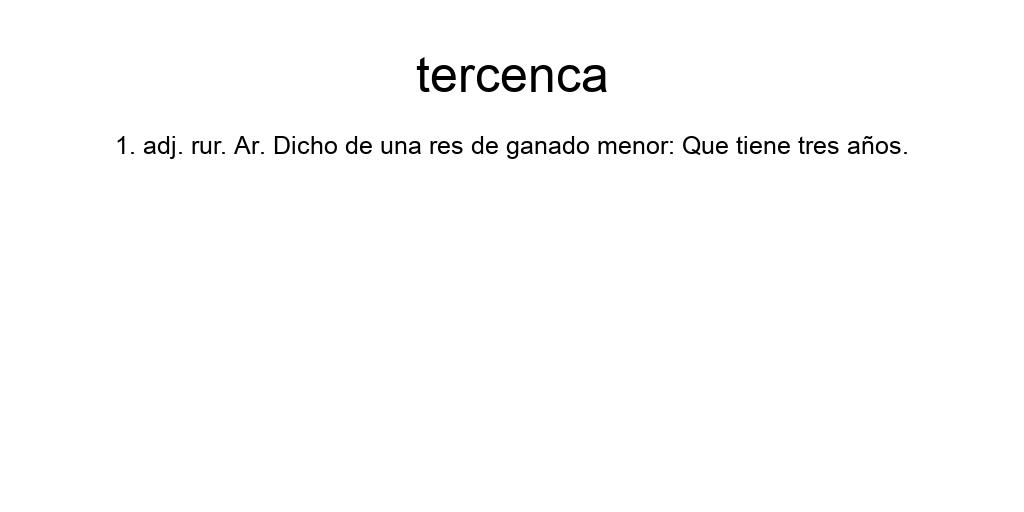 tercenca
1. adj. rur. Ar. Dicho de una res de ganado menor: Que tiene tres años.